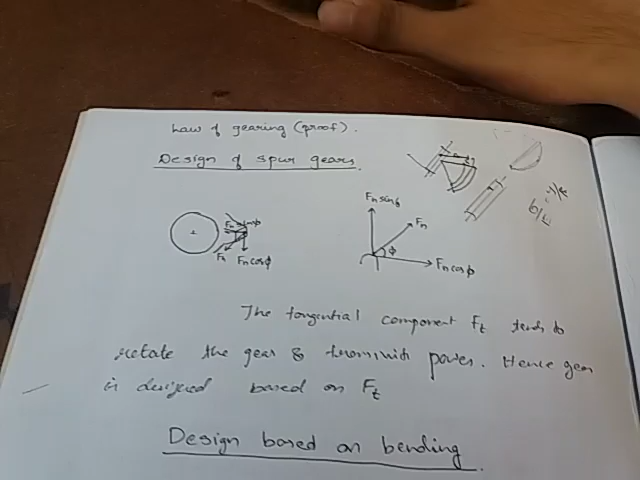 Law of gearing (proof).
Design of spur gears.
Fn sinϕ
Fn
ϕ
Fn cosϕ
Fn
Fn cosϕ
The tangential component Ft tends to
rotate the gear & transmits power. Hence gear
is designed based on Ft
Design based on bending.